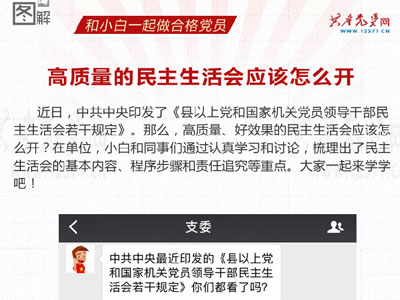 图解
和小白一起做合格党员
共产党员网
www.12371.cn
高质量的民主生活会应该怎么开
近日，中共中央印发了《县以上党和国家机关党员领导干部民
主生活会若干规定》。那么，高质量、好效果的民主生活会应该怎
么开？在单位，小白和同事们通过认真学习和讨论，梳理出了民主
生活会的基本内容、程序步骤和责任追究等重点。大家一起来学学
吧！
支委
中共中央最近印发的《县以上党
和国家机关党员领导干部民主生
活会若干规定》你们都看了吗?